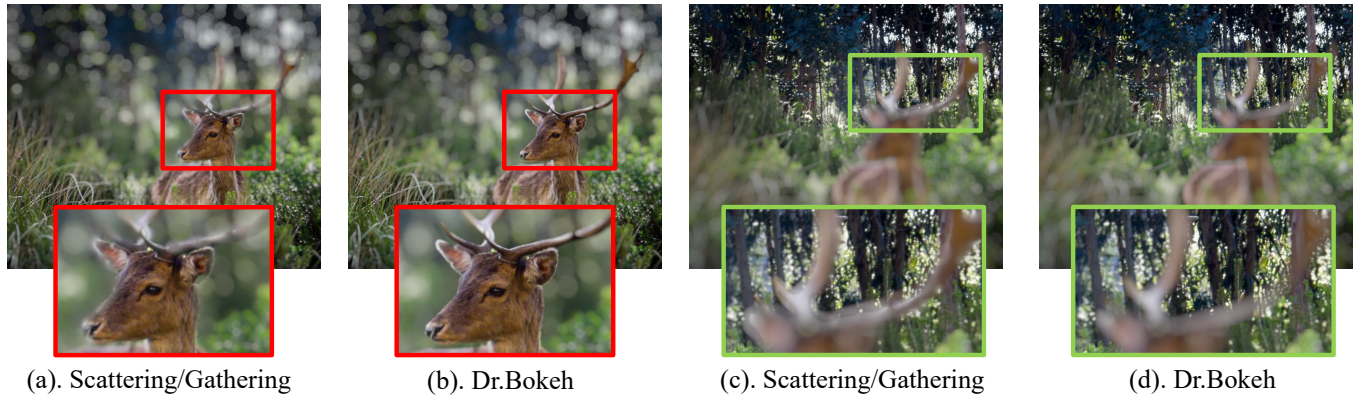 (a). Scattering/Gathering
(b). Dr.Bokeh
(c). Scattering/Gathering
(d). Dr.Bokeh